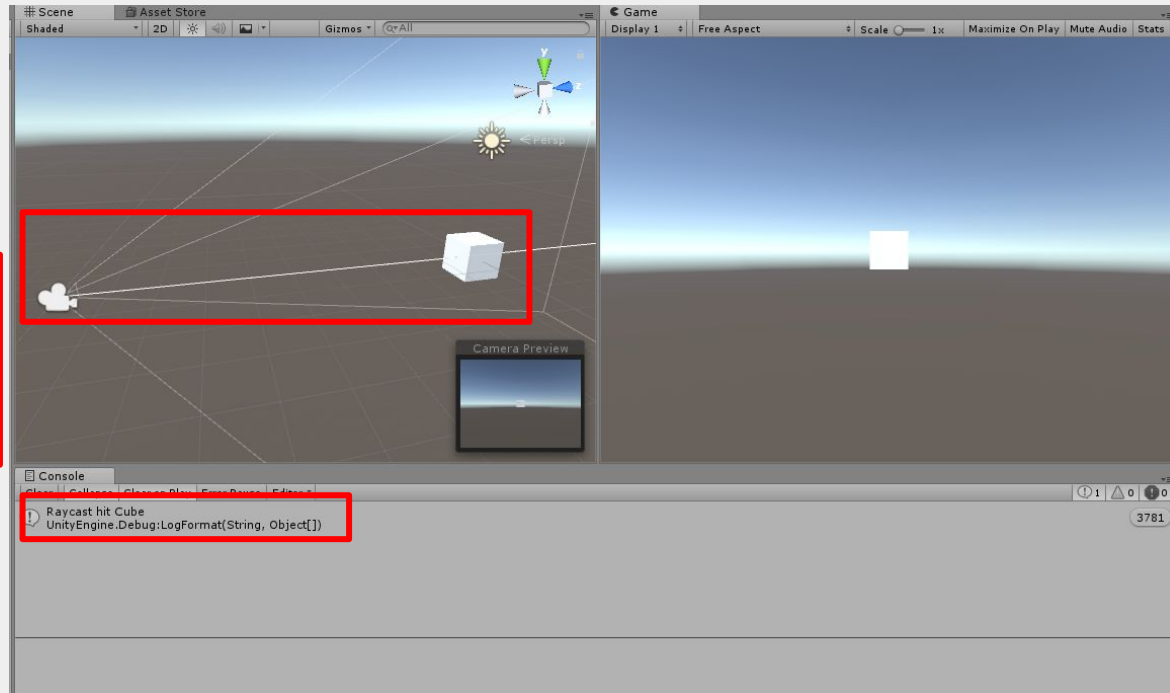 Scene
Asset Store
Shaded
2D
Gizmos
All
y
z
Persp
Camera Preview
Game
Display 1
Free Aspect
Scale
1x
Maximize On Play
Mute Audio
Stats
Console
Clear
Collapse
Clear on Play
Error Pause
Editor
1
0
0
Raycast hit Cube
UnityEngine.Debug:LogFormat(String, Object[])
3781